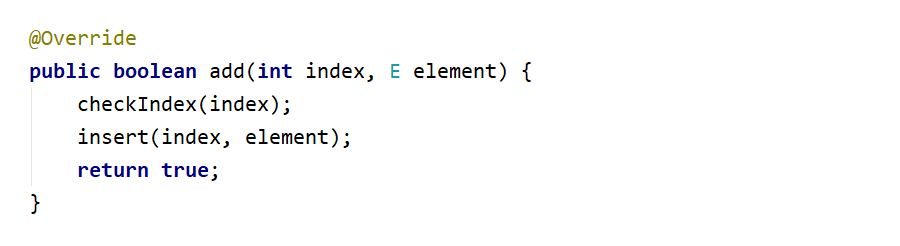 @Override
public boolean add(int index, E element) {
    checkIndex(index);
    insert(index, element);
    return true;
}